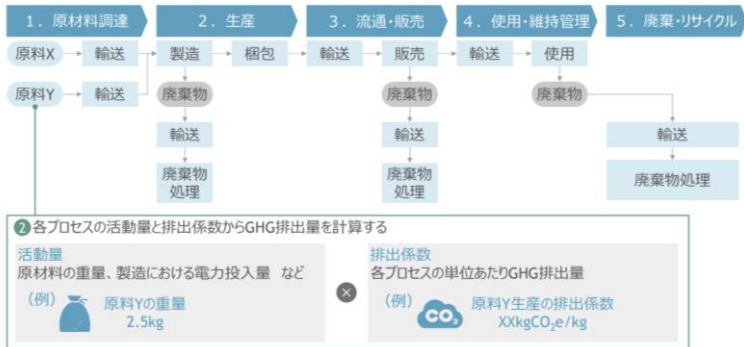 1. 原材料調達
2. 生産
3. 流通・販売
4. 使用・維持管理
5. 廃棄・リサイクル
原料X 輸送 製造 梱包 輸送 販売 輸送 使用
原料Y 輸送 廃棄物 廃棄物 廃棄物
輸送 輸送 輸送
廃棄物処理 廃棄物処理 廃棄物処理
2 各プロセスの活動量と排出係数からGHG排出量を計算する
活動量
原材料の重量、製造における電力投入量 など
(例) 原料Yの重量
2.5kg
×
排出係数
各プロセスの単位あたりGHG排出量
(例) CO₂ 原料Y生産の排出係数
XXkgCO₂e/kg